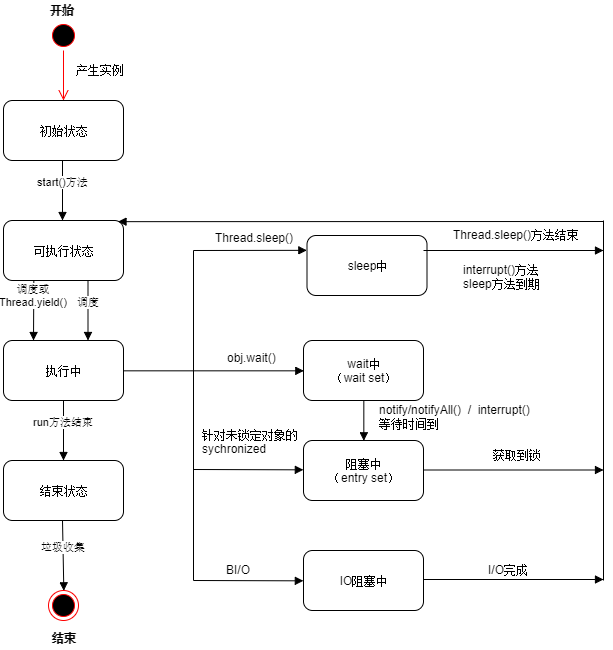 开始
产生实例
初始状态
start()方法
可执行状态
Thread.sleep()
sleep中
Thread.sleep()方法结束
interrupt()方法
sleep方法到期
调度或
Thread.yield()
调度
执行中
obj.wait()
wait中
（wait set）
notify/notifyAll() / interrupt()
等待时间到
run方法结束
针对未锁定对象的
sychronized
阻塞中
（entry set）
获取到锁
结束状态
垃圾收集
BI/O
IO阻塞中
I/O完成
结束